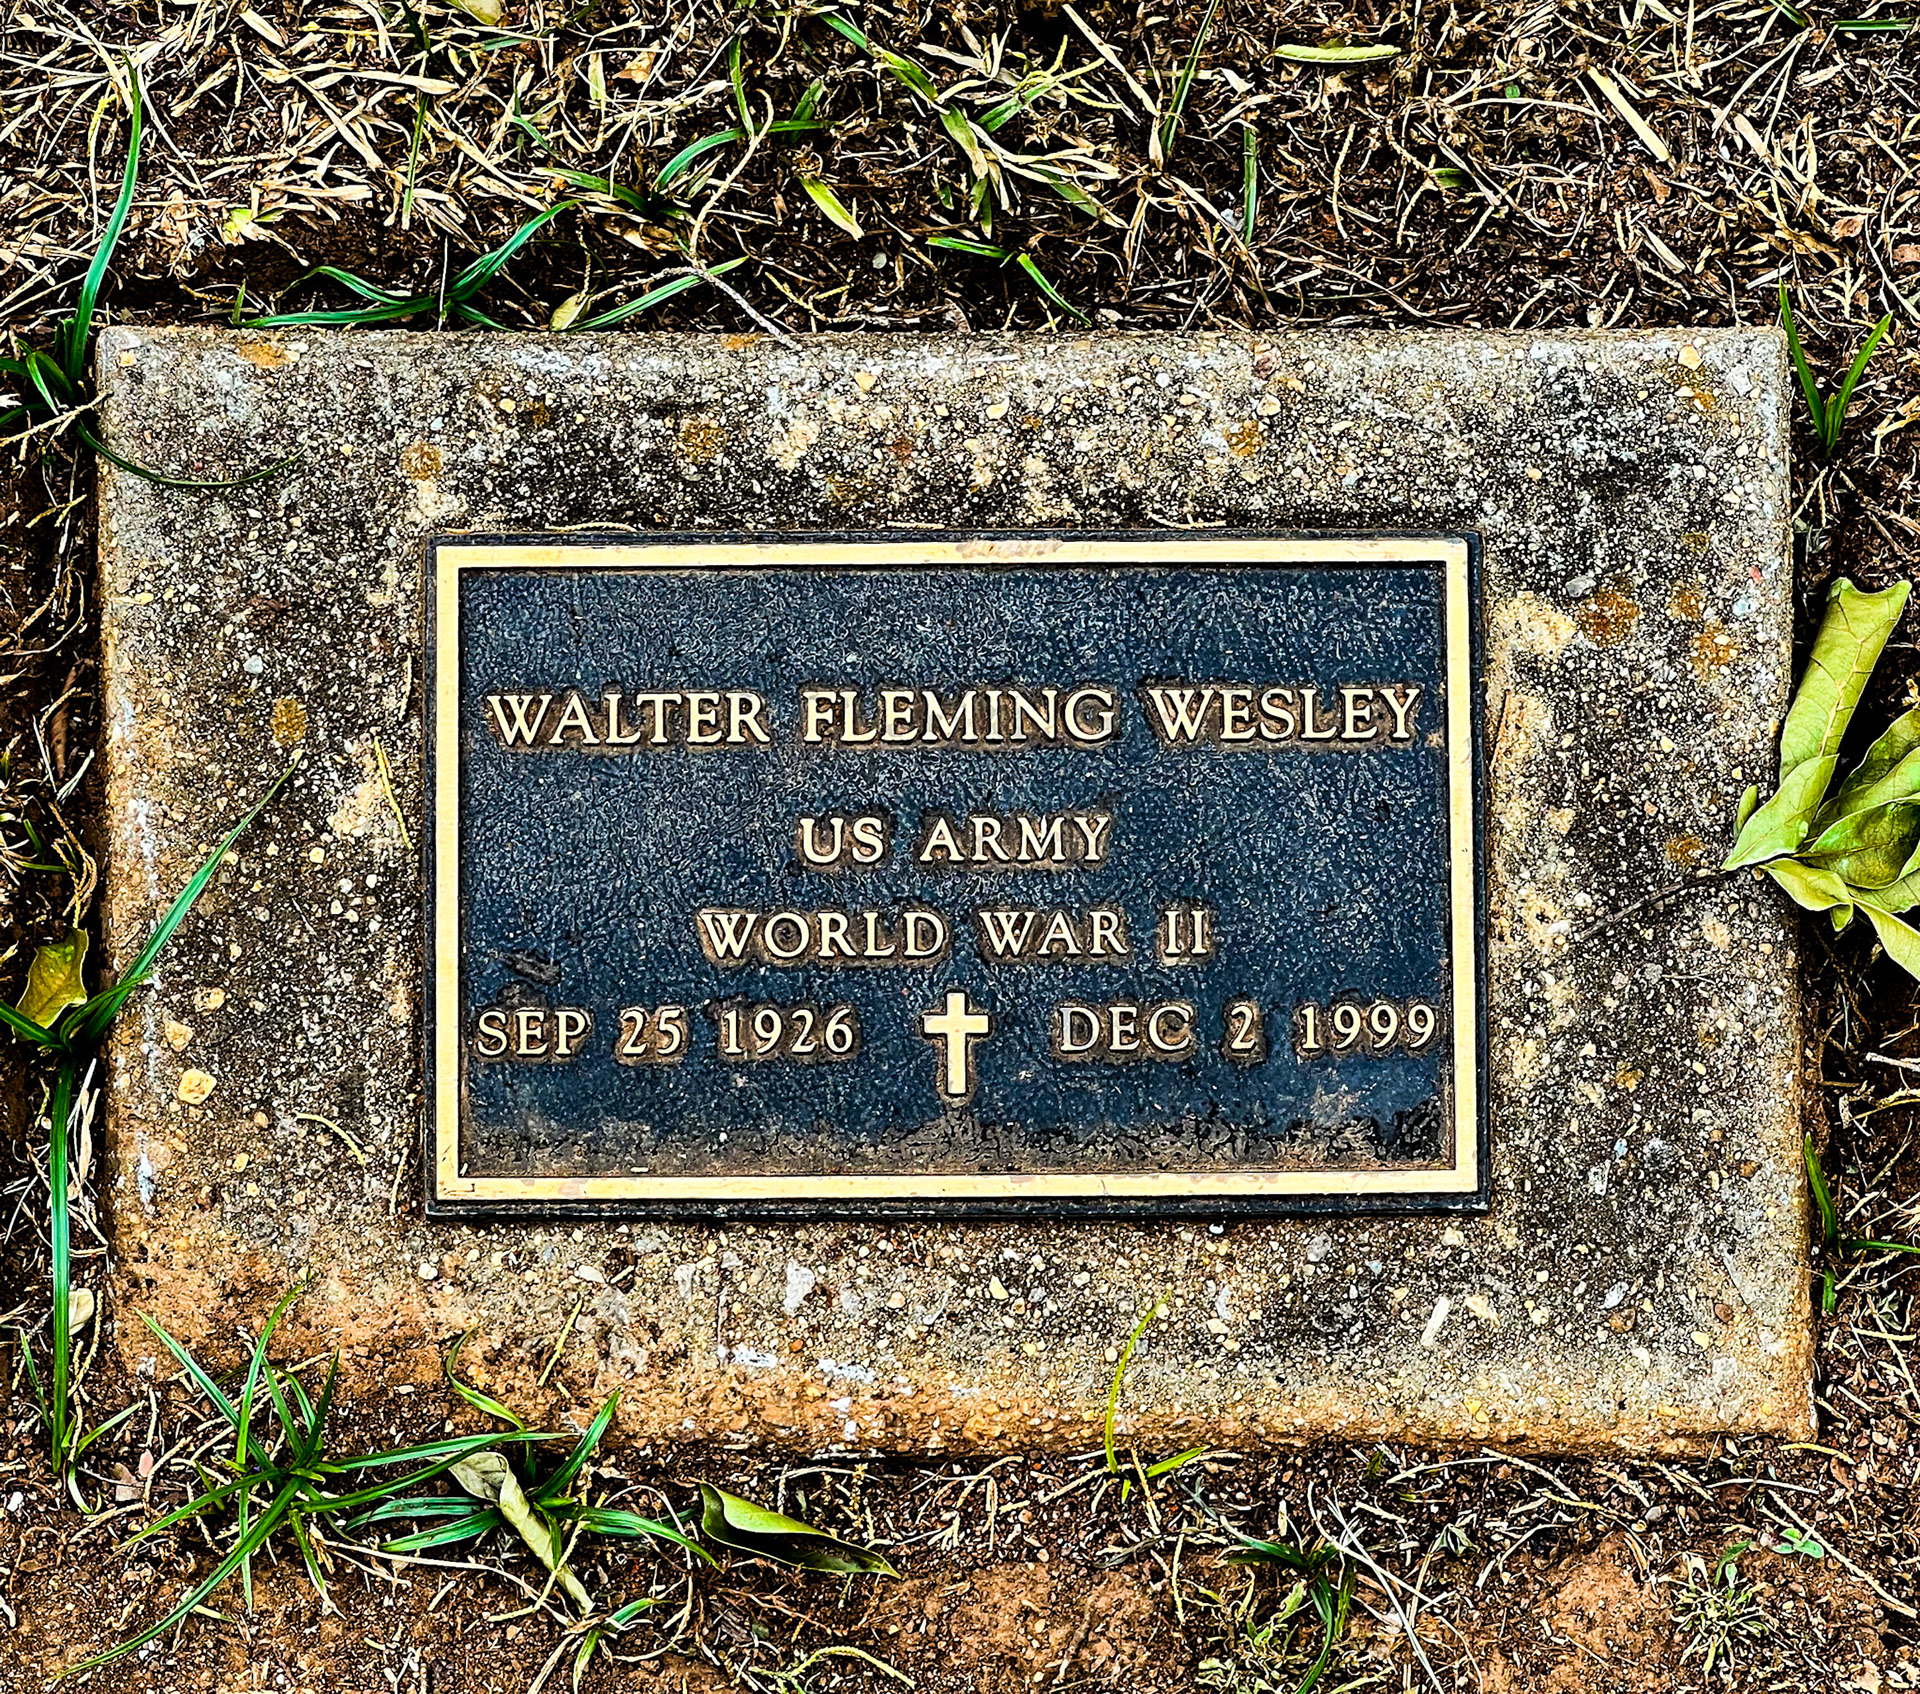 WALTER FLEMING WESLEY
US ARMY
WORLD WAR II
SEP 25 1926 DEC 2 1999